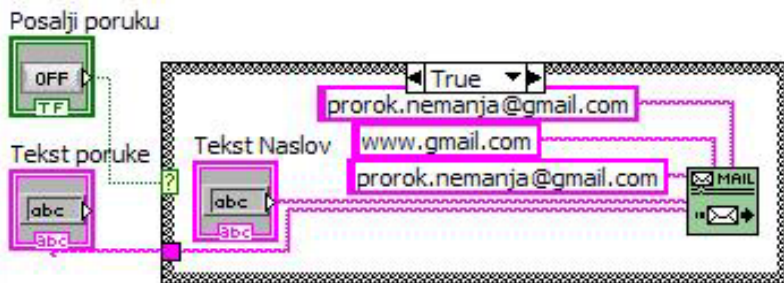 Posalji poruku
OFF
TF
True
prorok.nemanja@gmail.com
Tekst poruke
Tekst Naslov
www.gmail.com
prorok.nemanja@gmail.com
?
MAIL
abc
abc
abc
abc